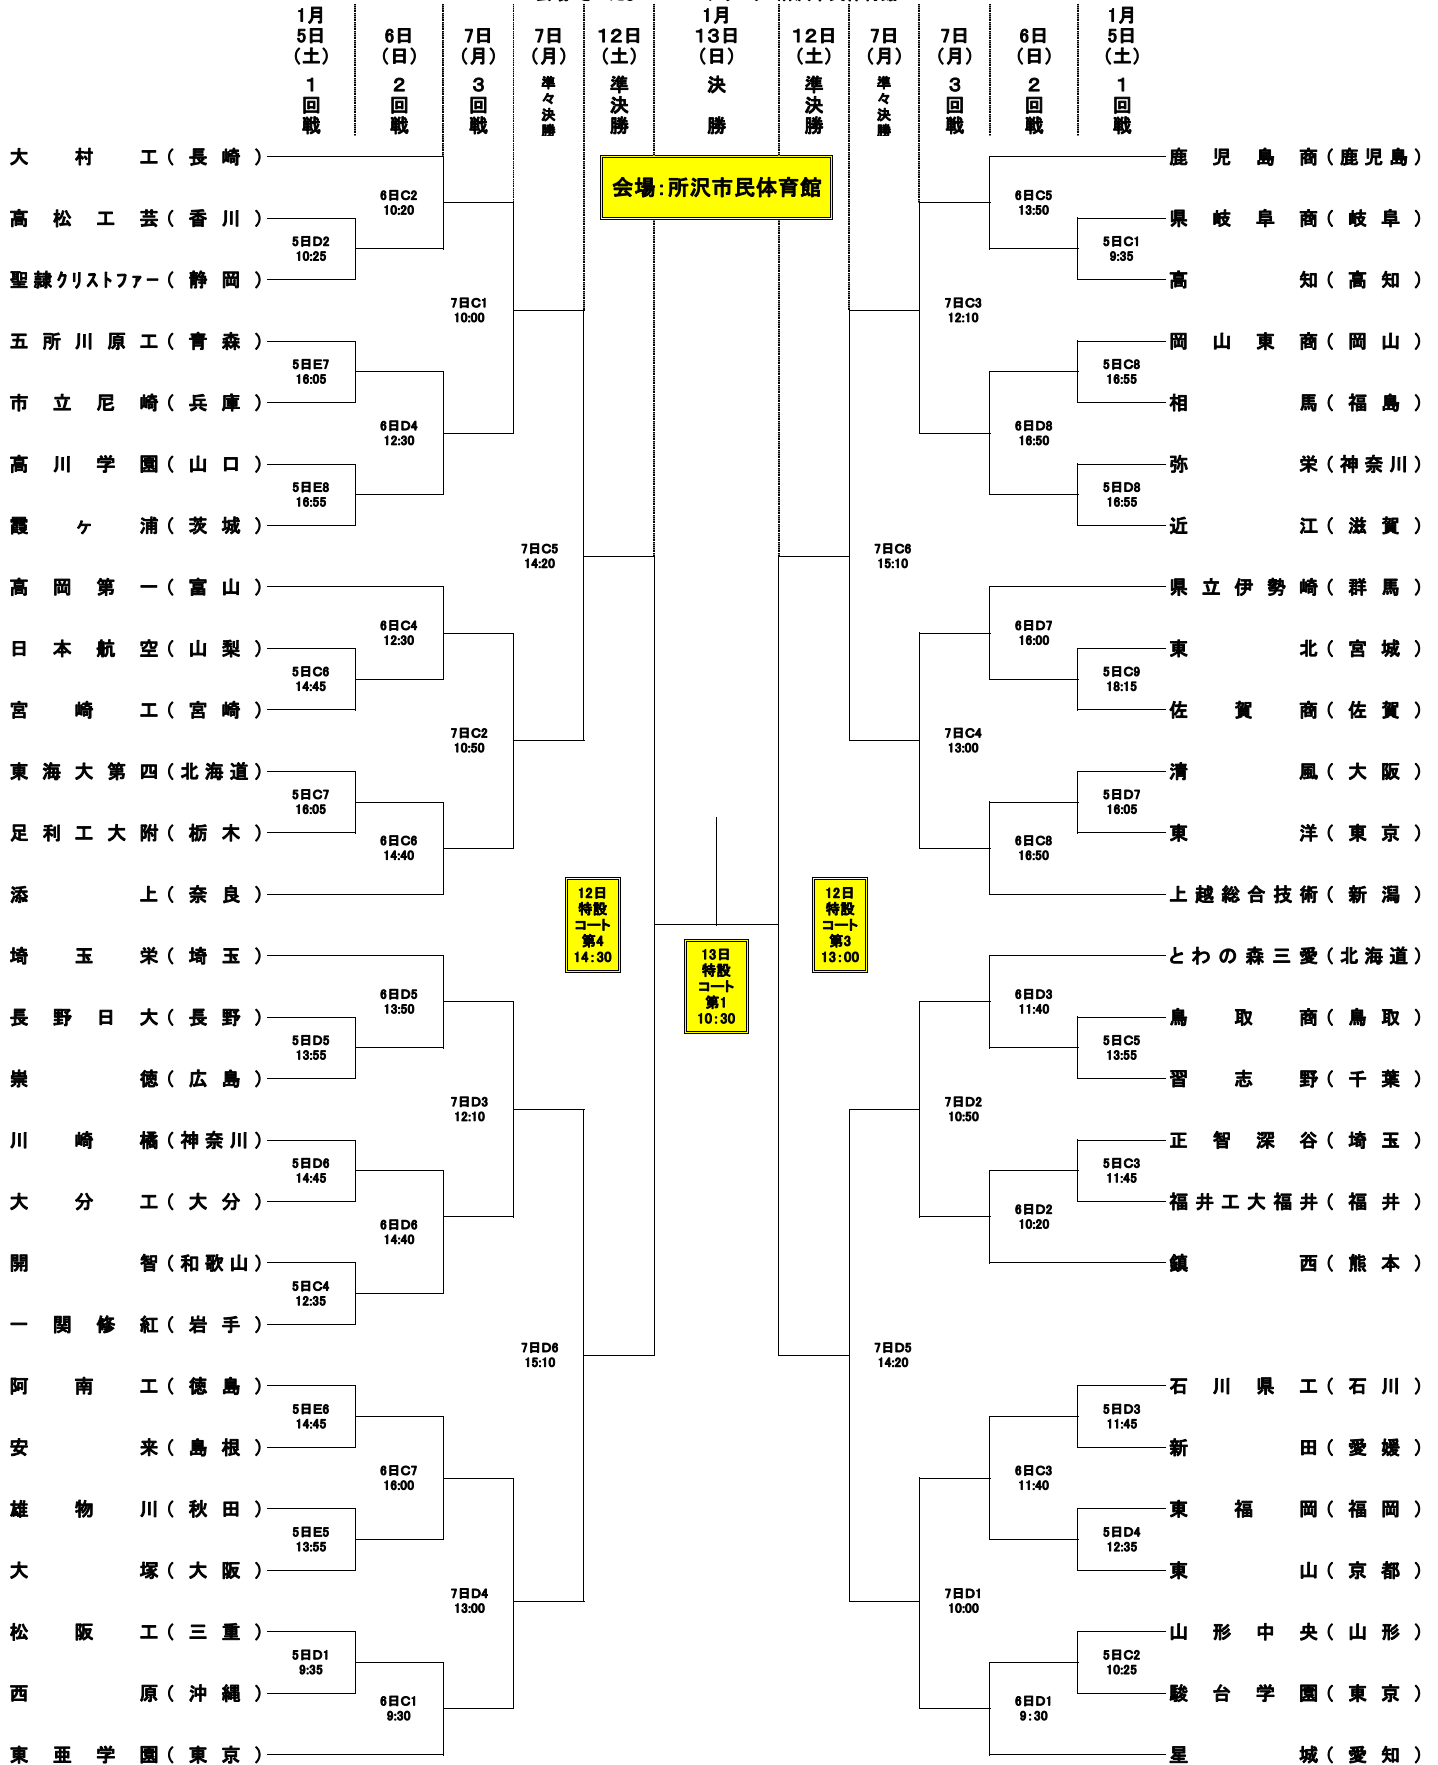 1月 5日 (土) 1回戦
6日 (日) 2回戦
7日 (月) 3回戦
7日 (月) 準々決勝
12日 (土) 準決勝
1月 13日 (日) 決勝
12日 (土) 準決勝
7日 (月) 準々決勝
7日 (月) 3回戦
6日 (日) 2回戦
1月 5日 (土) 1回戦
会場：所沢市民体育館
大村工(長崎)
高松工芸(香川)
聖隷クリストファー(静岡)
五所川原工(青森)
市立尼崎(兵庫)
高川学園(山口)
霞ヶ浦(茨城)
高岡第一(富山)
日本航空(山梨)
宮崎工(宮崎)
東海大第四(北海道)
足利工大附(栃木)
添上(奈良)
埼玉栄(埼玉)
長野日大(長野)
崇徳(広島)
川崎橘(神奈川)
大分工(大分)
開智(和歌山)
一関修紅(岩手)
阿南工(徳島)
安来(島根)
雄物川(秋田)
大塚(大阪)
松阪工(三重)
西原(沖縄)
東亜学園(東京)
5日D2
10:25
5日E7
16:05
5日E8
16:55
5日C6
14:45
5日C7
16:05
5日D5
13:55
5日D6
14:45
5日C4
12:35
5日E6
14:45
5日E5
13:55
5日D1
9:35
6日C2
10:20
6日D4
12:30
6日C4
12:30
6日C6
14:40
6日D5
13:50
6日D6
14:40
6日C7
16:00
6日C1
9:30
7日C1
10:00
7日C2
10:50
7日D3
12:10
7日D4
13:00
7日C5
14:20
7日D6
15:10
12日
特設
コート
第4
14:30
13日
特設
コート
第1
10:30
12日
特設
コート
第3
13:00
7日C6
15:10
7日D5
14:20
7日C3
12:10
7日C4
13:00
7日D2
10:50
7日D1
10:00
6日C5
13:50
6日D8
16:50
6日D7
16:00
6日C8
16:50
6日D3
11:40
6日D2
10:20
6日C3
11:40
6日D1
9:30
5日C1
9:35
5日C8
16:55
5日D8
16:55
5日C9
18:15
5日D7
16:05
5日C5
13:55
5日C3
11:45
5日D3
11:45
5日D4
12:35
5日C2
10:25
鹿児島商(鹿児島)
県岐阜商(岐阜)
高知(高知)
岡山東商(岡山)
相馬(福島)
弥栄(神奈川)
近江(滋賀)
県立伊勢崎(群馬)
東北(宮城)
佐賀商(佐賀)
清風(大阪)
東洋(東京)
上越総合技術(新潟)
とわの森三愛(北海道)
鳥取商(鳥取)
習志野(千葉)
正智深谷(埼玉)
福井工大福井(福井)
鎮西(熊本)
石川県工(石川)
新田(愛媛)
東福岡(福岡)
東山(京都)
山形中央(山形)
駿台学園(東京)
星城(愛知)